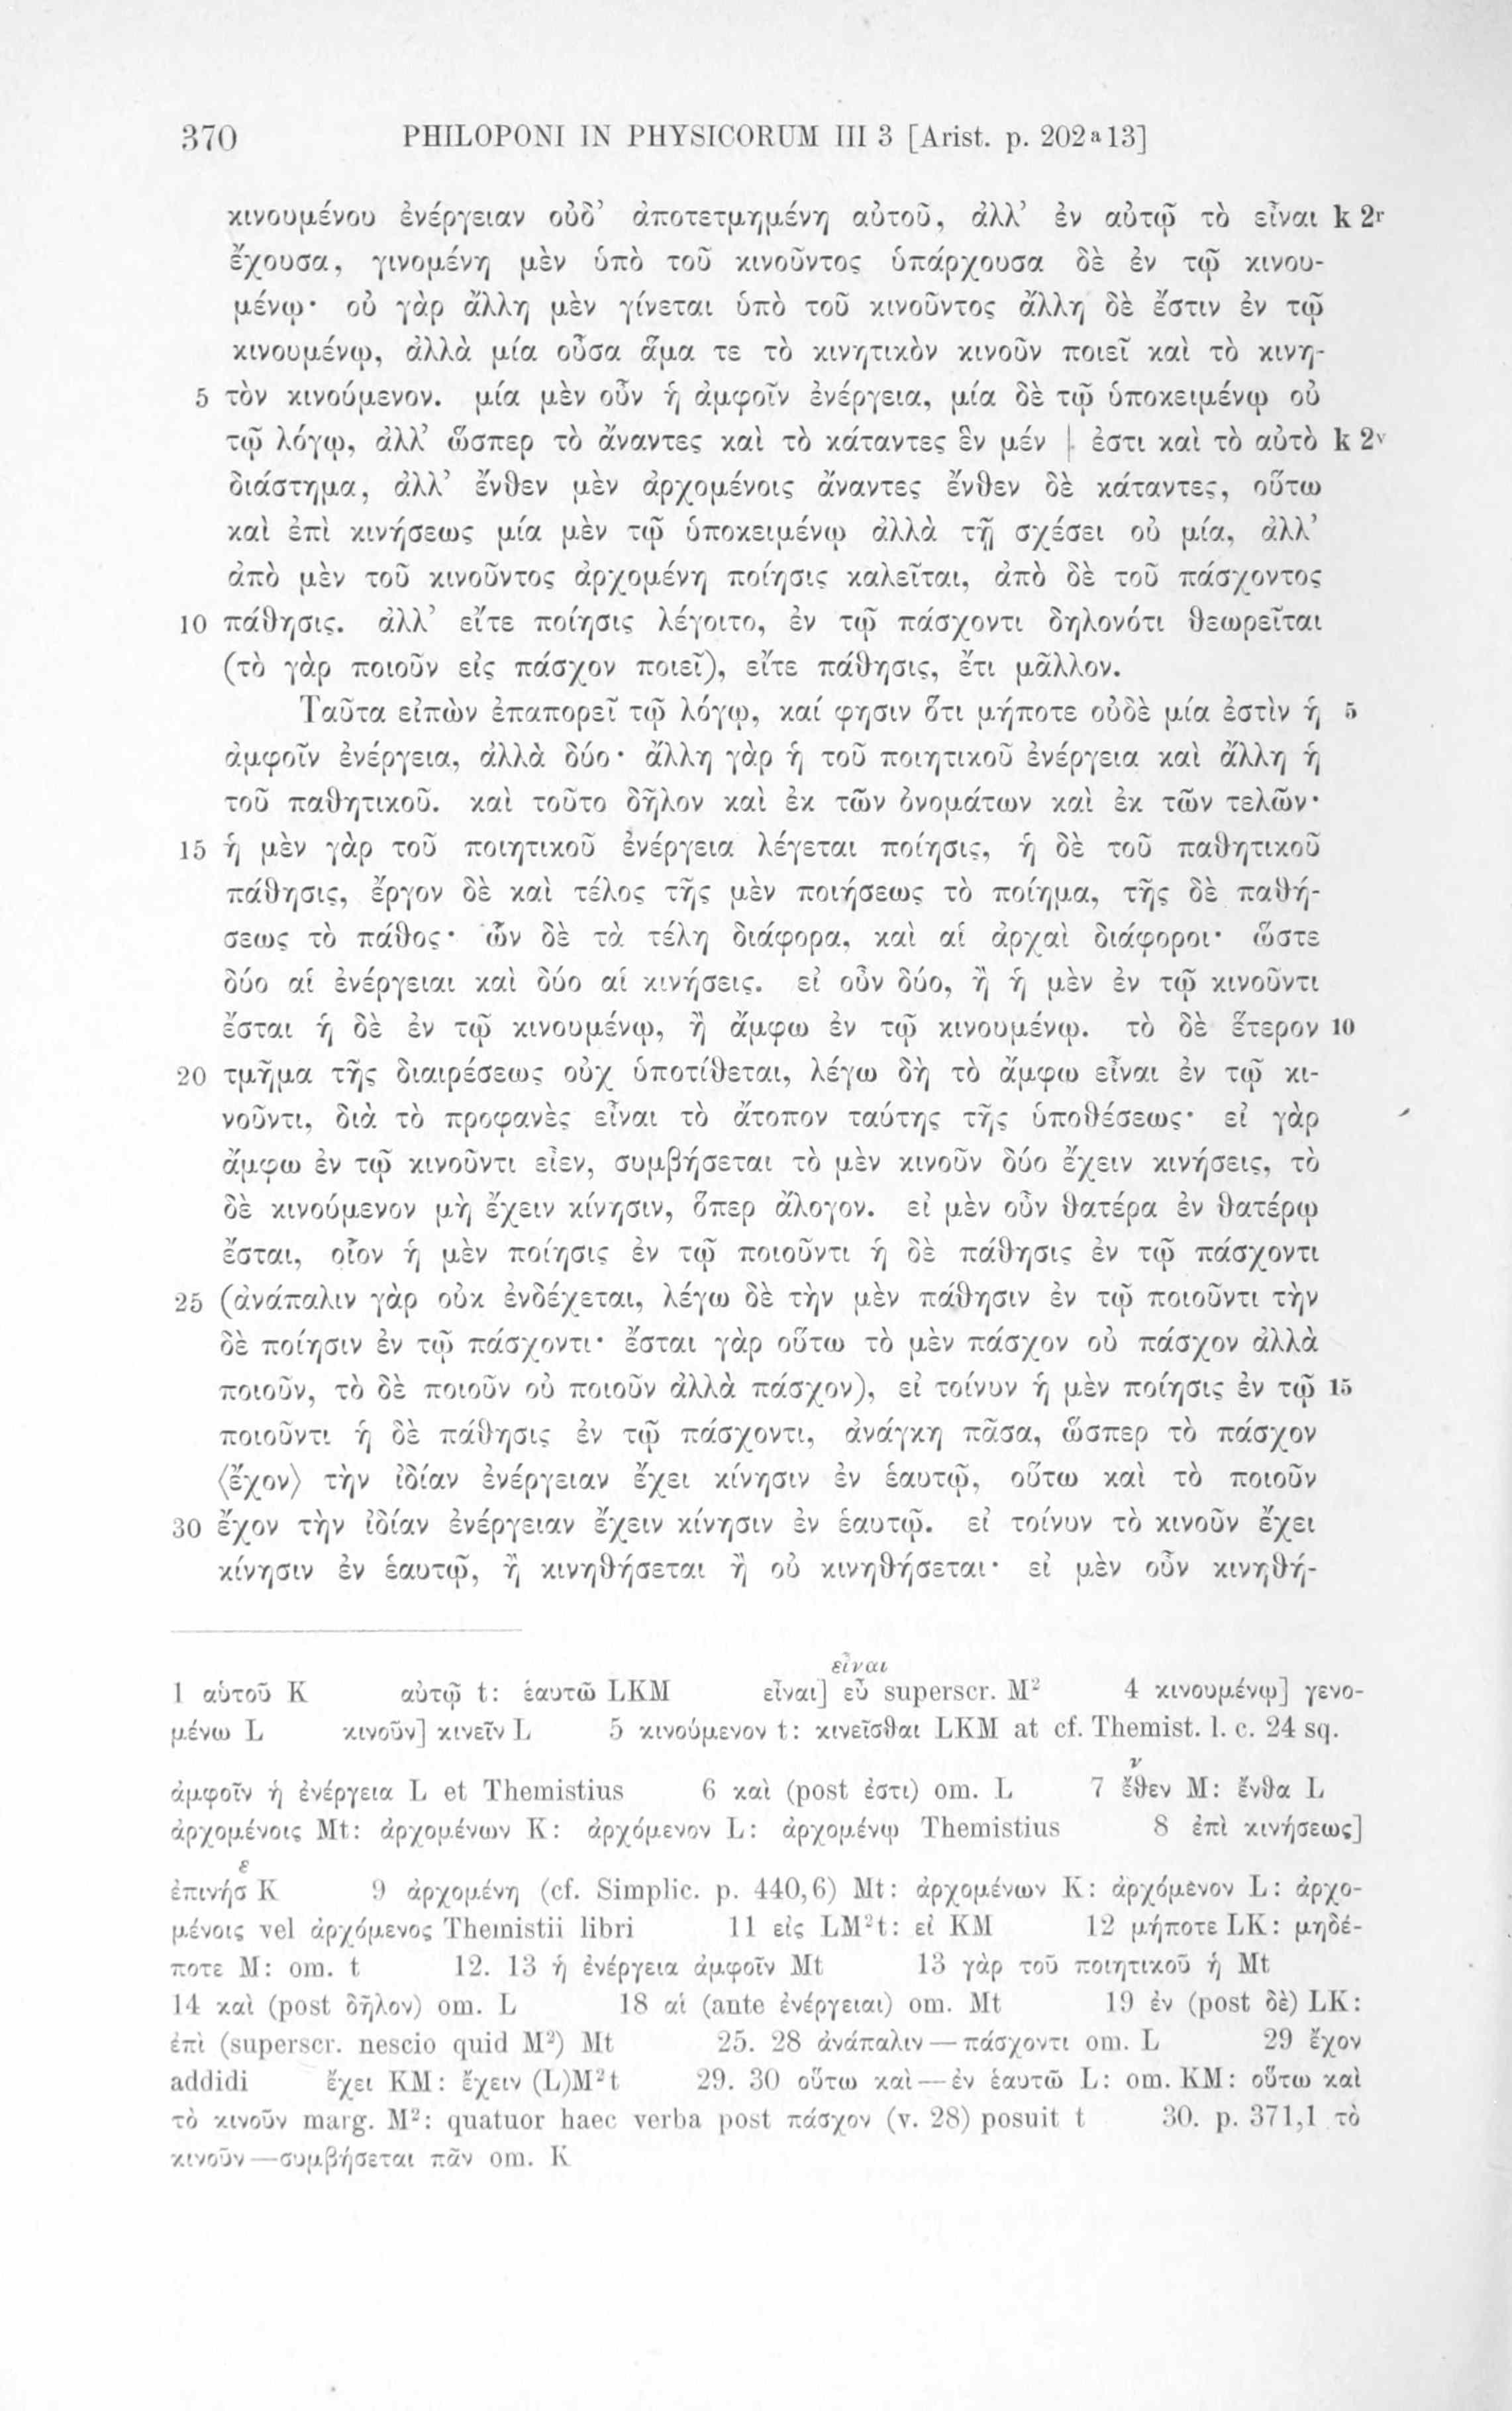 370 PHILOPONI IN PHYSICORUM III 3 [Arist. p. 202ᵃ13]
κινουμένου ἐνέργειαν οὐδ’ ἀποτετμημένη αὐτοῦ, ἀλλ’ ἐν αὐτῷ τὸ εἶναι k 2ʳ
ἔχουσα, γινομένη μὲν ὑπὸ τοῦ κινοῦντος ὑπάρχουσα δὲ ἐν τῷ κινου-
μένῳ· οὐ γὰρ ἄλλη μὲν γίνεται ὑπὸ τοῦ κινοῦντος ἄλλη δὲ ἔστιν ἐν τῷ
κινουμένῳ, ἀλλὰ μία οὖσα ἅμα τε τὸ κινητικὸν κινοῦν ποιεῖ καὶ τὸ κινη-
5 τὸν κινούμενον. μία μὲν οὖν ἡ ἀμφοῖν ἐνέργεια, μία δὲ τῷ ὑποκειμένῳ οὐ
τῷ λόγῳ, ἀλλ’ ὥσπερ τὸ ἄναντες καὶ τὸ κάταντες ἓν μέν | ἐστι καὶ τὸ αὐτὸ k 2ᵛ
διάστημα, ἀλλ’ ἔνθεν μὲν ἀρχομένοις ἄναντες ἔνθεν δὲ κάταντες, οὕτω
καὶ ἐπὶ κινήσεως μία μὲν τῷ ὑποκειμένῳ ἀλλὰ τῇ σχέσει οὐ μία, ἀλλ’
ἀπὸ μὲν τοῦ κινοῦντος ἀρχομένη ποίησις καλεῖται, ἀπὸ δὲ τοῦ πάσχοντος
10 πάθησις. ἀλλ’ εἴτε ποίησις λέγοιτο, ἐν τῷ πάσχοντι δηλονότι θεωρεῖται
(τὸ γὰρ ποιοῦν εἰς πάσχον ποιεῖ), εἴτε πάθησις, ἔτι μᾶλλον.
Ταῦτα εἰπὼν ἐπαπορεῖ τῷ λόγῳ, καί φησιν ὅτι μήποτε οὐδὲ μία ἐστὶν ἡ 5
ἀμφοῖν ἐνέργεια, ἀλλὰ δύο· ἄλλη γὰρ ἡ τοῦ ποιητικοῦ ἐνέργεια καὶ ἄλλη ἡ
τοῦ παθητικοῦ. καὶ τοῦτο δῆλον καὶ ἐκ τῶν ὀνομάτων καὶ ἐκ τῶν τελῶν·
15 ἡ μὲν γὰρ τοῦ ποιητικοῦ ἐνέργεια λέγεται ποίησις, ἡ δὲ τοῦ παθητικοῦ
πάθησις, ἔργον δὲ καὶ τέλος τῆς μὲν ποιήσεως τὸ ποίημα, τῆς δὲ παθή-
σεως τὸ πάθος· ὧν δὲ τὰ τέλη διάφορα, καὶ αἱ ἀρχαὶ διάφοροι· ὥστε
δύο αἱ ἐνέργειαι καὶ δύο αἱ κινήσεις. εἰ οὖν δύο, ἢ ἡ μὲν ἐν τῷ κινοῦντι
ἔσται ἡ δὲ ἐν τῷ κινουμένῳ, ἢ ἄμφω ἐν τῷ κινουμένῳ. τὸ δὲ ἕτερον 10
20 τμῆμα τῆς διαιρέσεως οὐχ ὑποτίθεται, λέγω δὴ τὸ ἄμφω εἶναι ἐν τῷ κι-
νοῦντι, διὰ τὸ προφανὲς εἶναι τὸ ἄτοπον ταύτης τῆς ὑποθέσεως· εἰ γὰρ
ἄμφω ἐν τῷ κινοῦντι εἶεν, συμβήσεται τὸ μὲν κινοῦν δύο ἔχειν κινήσεις, τὸ
δὲ κινούμενον μὴ ἔχειν κίνησιν, ὅπερ ἄλογον. εἰ μὲν οὖν θατέρα ἐν θατέρῳ
ἔσται, οἷον ἡ μὲν ποίησις ἐν τῷ ποιοῦντι ἡ δὲ πάθησις ἐν τῷ πάσχοντι
25 (ἀνάπαλιν γὰρ οὐκ ἐνδέχεται, λέγω δὲ τὴν μὲν πάθησιν ἐν τῷ ποιοῦντι τὴν
δὲ ποίησιν ἐν τῷ πάσχοντι· ἔσται γὰρ οὕτω τὸ μὲν πάσχον οὐ πάσχον ἀλλὰ
ποιοῦν, τὸ δὲ ποιοῦν οὐ ποιοῦν ἀλλὰ πάσχον), εἰ τοίνυν ἡ μὲν ποίησις ἐν τῷ 15
ποιοῦντι ἡ δὲ πάθησις ἐν τῷ πάσχοντι, ἀνάγκη πᾶσα, ὥσπερ τὸ πάσχον
⟨ἔχον⟩ τὴν ἰδίαν ἐνέργειαν ἔχει κίνησιν ἐν ἑαυτῷ, οὕτω καὶ τὸ ποιοῦν
30 ἔχον τὴν ἰδίαν ἐνέργειαν ἔχειν κίνησιν ἐν ἑαυτῷ. εἰ τοίνυν τὸ κινοῦν ἔχει
κίνησιν ἐν ἑαυτῷ, ἢ κινηθήσεται ἢ οὐ κινηθήσεται· εἰ μὲν οὖν κινηθή-
εἶναι
1 αὑτοῦ K αὐτῷ t: ἑαυτῶ LKM εἶναι] εὖ superscr. M² 4 κινουμένῳ] γενο-
μένω L κινοῦν] κινεῖν L 5 κινούμενον t: κινεῖσθαι LKM at cf. Themist. l. c. 24 sq.
ν
ἀμφοῖν ἡ ἐνέργεια L et Themistius 6 καὶ (post ἐστι) om. L 7 ἔθεν M: ἔνθα L
ἀρχομένοις Mt: ἀρχομένων K: ἀρχόμενον L: ἀρχομένῳ Themistius 8 ἐπὶ κινήσεως]
ε
ἐπινήσ K 9 ἀρχομένη (cf. Simplic. p. 440,6) Mt: ἀρχομένων K: ἀρχόμενον L: ἀρχο-
μένοις vel ἀρχόμενος Themistii libri 11 εἰς LM²t: εἰ KM 12 μήποτε LK: μηδέ-
ποτε M: om. t 12. 13 ἡ ἐνέργεια ἀμφοῖν Mt 13 γὰρ τοῦ ποιητικοῦ ἡ Mt
14 καὶ (post δῆλον) om. L 18 αἱ (ante ἐνέργειαι) om. Mt 19 ἐν (post δὲ) LK:
ἐπὶ (superscr. nescio quid M²) Mt 25. 28 ἀνάπαλιν — πάσχοντι om. L 29 ἔχον
addidi ἔχει KM: ἔχειν (L)M²t 29. 30 οὕτω καὶ — ἐν ἑαυτῶ L: om. KM: οὕτω καὶ
τὸ κινοῦν marg. M²: quatuor haec verba post πάσχον (v. 28) posuit t 30. p. 371,1 τὸ
κινοῦν — συμβήσεται πᾶν om. K